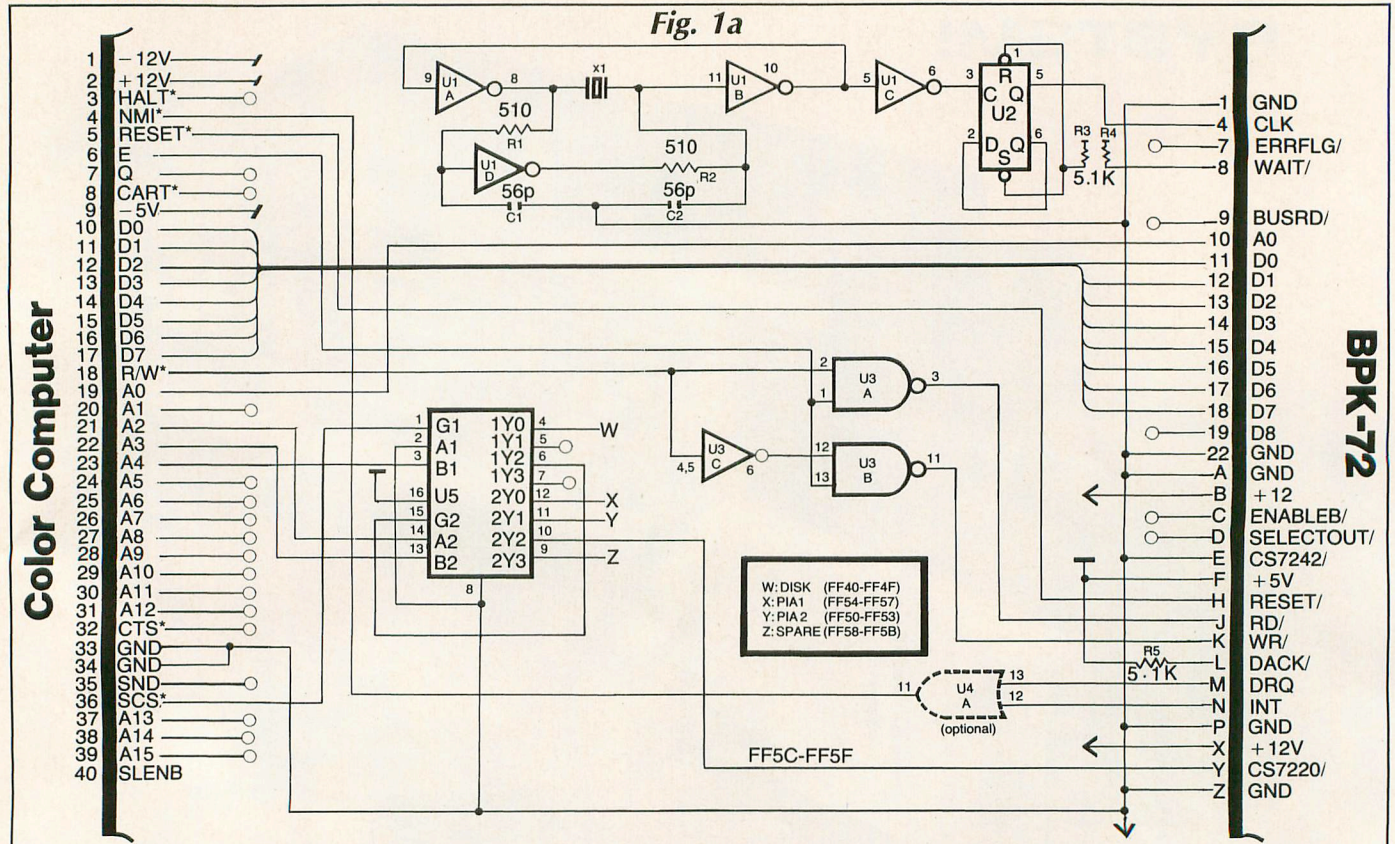 Fig. 1a
Color Computer
1 -12V
2 +12V
3 HALT*
4 NMI*
5 RESET*
6 E
7 Q
8 CART*
9 -5V
10 D0
11 D1
12 D2
13 D3
14 D4
15 D5
16 D6
17 D7
18 R/W*
19 A0
20 A1
21 A2
22 A3
23 A4
24 A5
25 A6
26 A7
27 A8
28 A9
29 A10
30 A11
31 A12
32 CTS*
33 GND
34 GND
35 SND
36 SCS*
37 A13
38 A14
39 A15
40 SLENB
9 U1 A 8
X1
11 U1 B 10
5 U1 C 6
510
R1
U1 D
510
R2
56p
C1
56p
C2
1
3 R 5
C Q
U2
2 D Q 6
S
R3 R4
5.1K
2 U3 A 3
1
4,5 U3 C 6
12 U3 B 11
13
1 G1 1Y0 4 W
2 A1 1Y1 5
3 B1 1Y2 6
1Y3 7
16 U5 2Y0 12 X
15 G2 2Y1 11 Y
14 A2 2Y2 10
13 B2 2Y3 9 Z
8
W: DISK (FF40-FF4F)
X: PIA1 (FF54-FF57)
Y: PIA 2 (FF50-FF53)
Z: SPARE (FF58-FF5B)
11 U4 A 13
12
(optional)
FF5C-FF5F
R5
5·1K
1 GND
4 CLK
7 ERRFLG/
8 WAIT/
9 BUSRD/
10 A0
11 D0
12 D1
13 D2
14 D3
15 D4
16 D5
17 D6
18 D7
19 D8
22 GND
A GND
B +12
C ENABLEB/
D SELECTOUT/
E CS7242/
F +5V
H RESET/
J RD/
K WR/
L DACK/
M DRQ
N INT
P GND
X +12V
Y CS7220/
Z GND
BPK-72